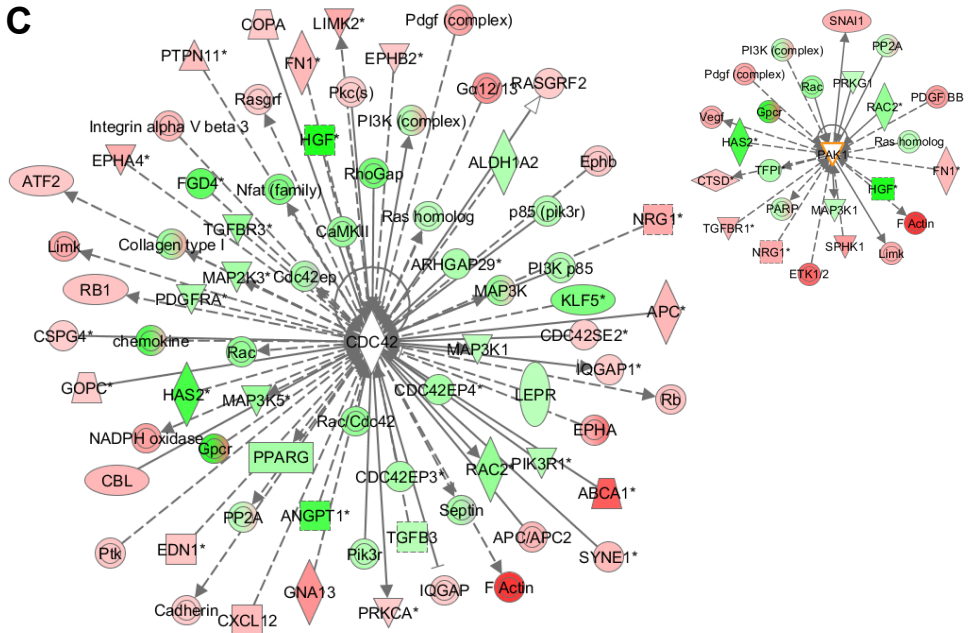 C
COPA
LIMK2*
Pdgf (complex)
PTPN11*
FN1*
EPHB2*
Rasgrf
Pkc(s)
Gα12/13
RASGRF2
Integrin alpha V beta 3
HGF*
PI3K (complex)
EPHA4*
ALDH1A2
Ephb
ATF2
FGD4*
Nfat (family)
RhoGap
Ras homolog
p85 (pik3r)
NRG1*
TGFBR3*
CaMKII
Limk
Collagen type I
MAP2K3*
Cdc42ep
ARHGAP29*
PI3K p85
RB1
PDGFRA*
MAP3K
KLF5*
APC*
CSPG4*
chemokine
Rac
CDC42
MAP3K1
CDC42SE2*
GOPC*
HAS2*
MAP3K5*
CDC42EP4*
LEPR
IQGAP1*
Rb
NADPH oxidase
Gpcr
Rac/Cdc42
EPHA
CBL
PPARG
CDC42EP3*
RAC2*
PIK3R1*
ABCA1*
PP2A
ANGPT1*
TGFB3
Septin
APC/APC2
Ptk
EDN1*
Pik3r
SYNE1*
Cadherin
CXCL12
GNA13
PRKCA*
IQGAP
F Actin
SNAI1
PI3K (complex)
PP2A
Pdgf (complex)
Rac
PRKG1
Vegf
Gpcr
RAC2*
PDGF BB
HAS2*
PAK1
Ras homolog
CTSD*
TFPI*
FN1*
PARP
MAP3K1
HGF*
TGFBR1*
F Actin
NRG1*
SPHK1
Limk
ETK1/2